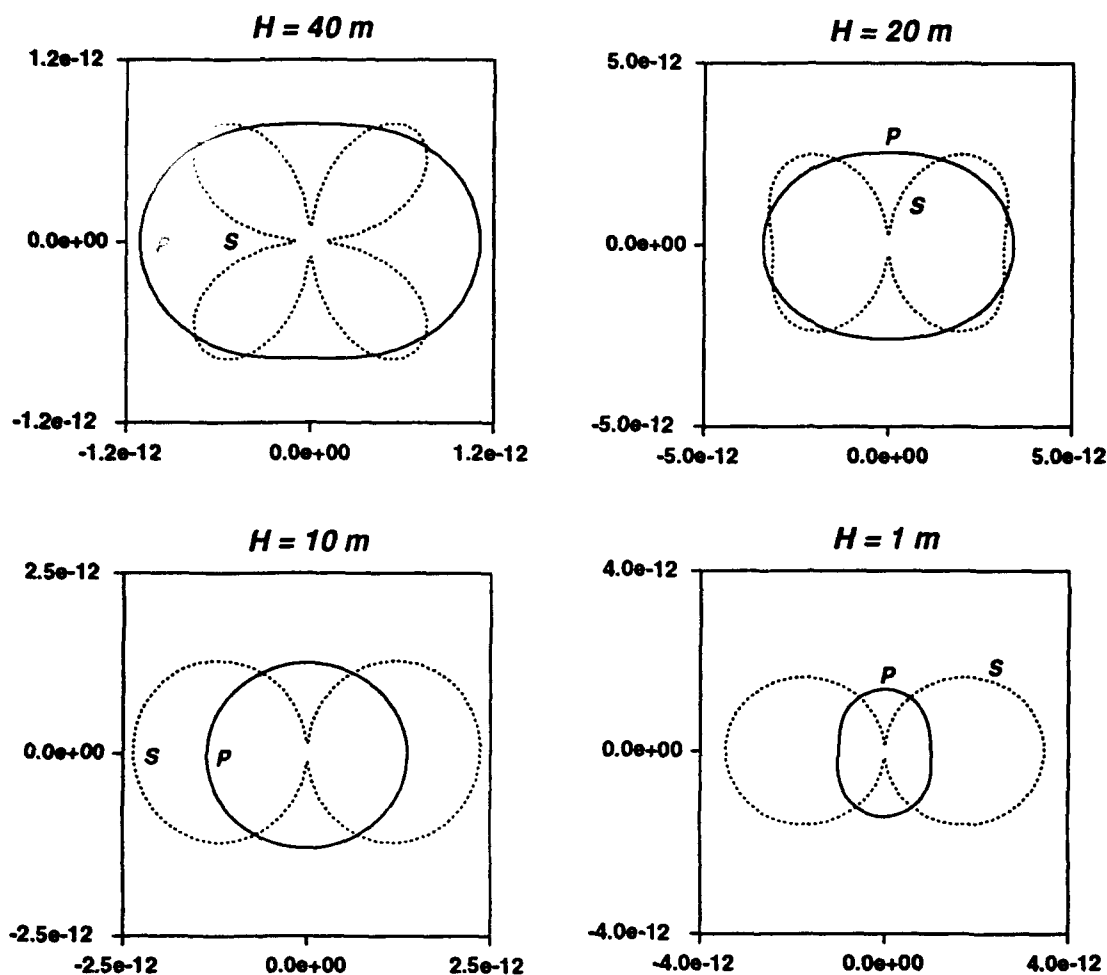 H = 40 m
1.2e-12
0.0e+00
-1.2e-12
-1.2e-12 0.0e+00 1.2e-12
P S
H = 20 m
5.0e-12
0.0e+00
-5.0e-12
-5.0e-12 0.0e+00 5.0e-12
P
S
H = 10 m
2.5e-12
0.0e+00
-2.5e-12
-2.5e-12 0.0e+00 2.5e-12
S P
H = 1 m
4.0e-12
0.0e+00
-4.0e-12
-4.0e-12 0.0e+00 4.0e-12
P S